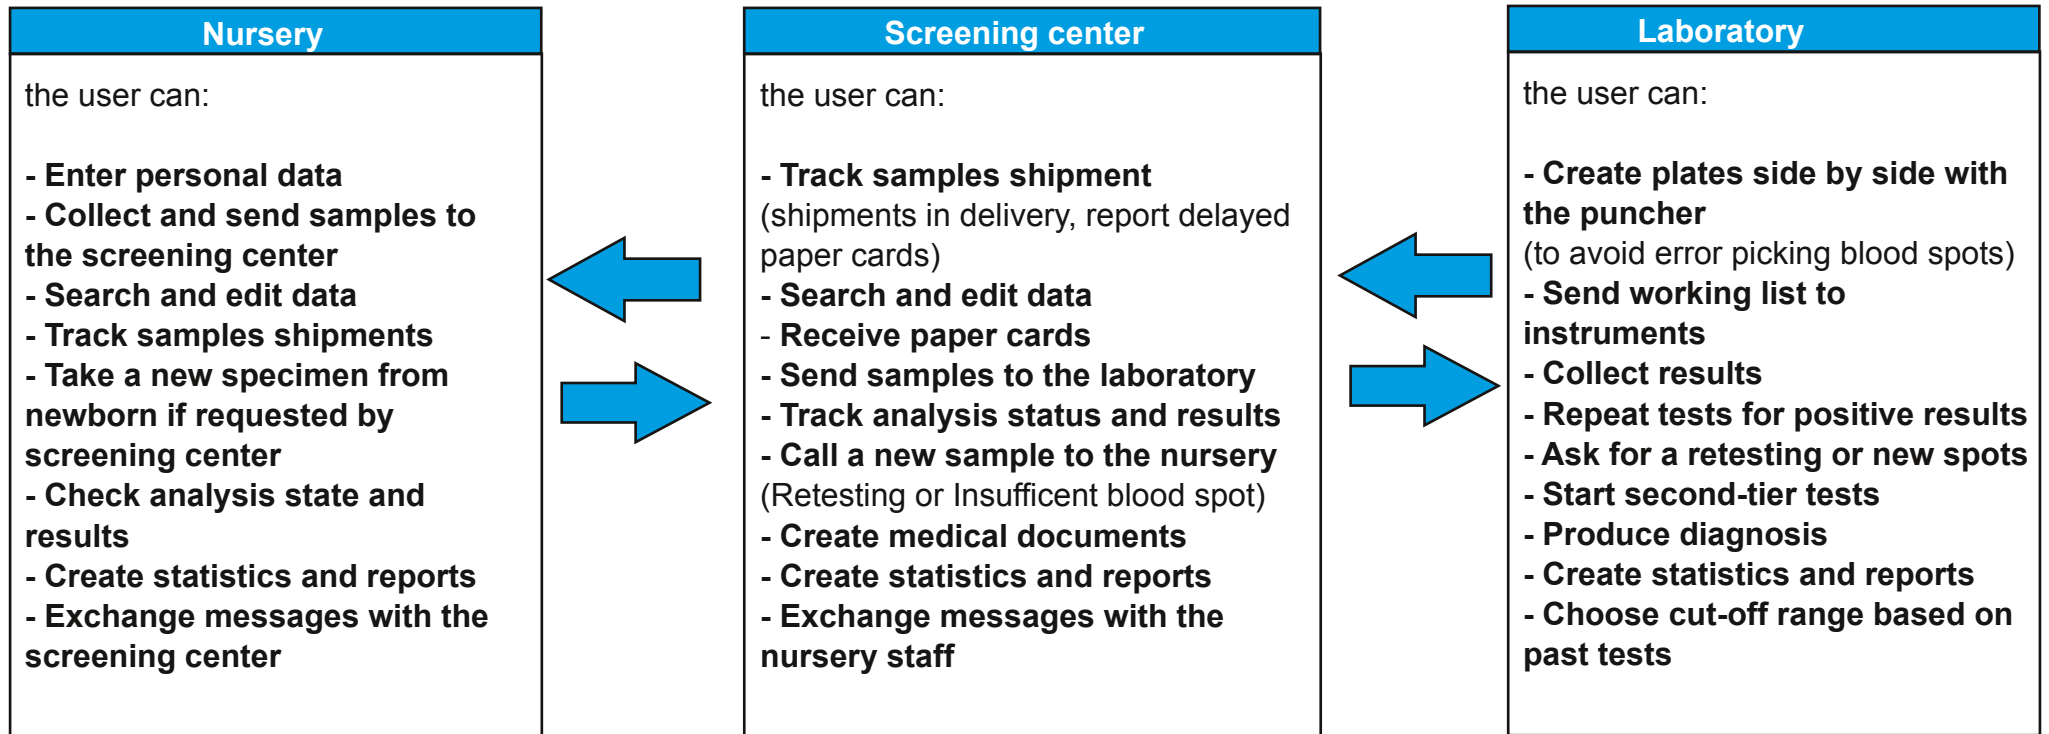 Nursery
the user can:
- Enter personal data
- Collect and send samples to
the screening center
- Search and edit data
- Track samples shipments
- Take a new specimen from
newborn if requested by
screening center
- Check analysis state and
results
- Create statistics and reports
- Exchange messages with the
screening center
Screening center
the user can:
- Track samples shipment
(shipments in delivery, report delayed
paper cards)
- Search and edit data
- Receive paper cards
- Send samples to the laboratory
- Track analysis status and results
- Call a new sample to the nursery
(Retesting or Insufficent blood spot)
- Create medical documents
- Create statistics and reports
- Exchange messages with the
nursery staff
Laboratory
the user can:
- Create plates side by side with
the puncher
(to avoid error picking blood spots)
- Send working list to
instruments
- Collect results
- Repeat tests for positive results
- Ask for a retesting or new spots
- Start second-tier tests
- Produce diagnosis
- Create statistics and reports
- Choose cut-off range based on
past tests